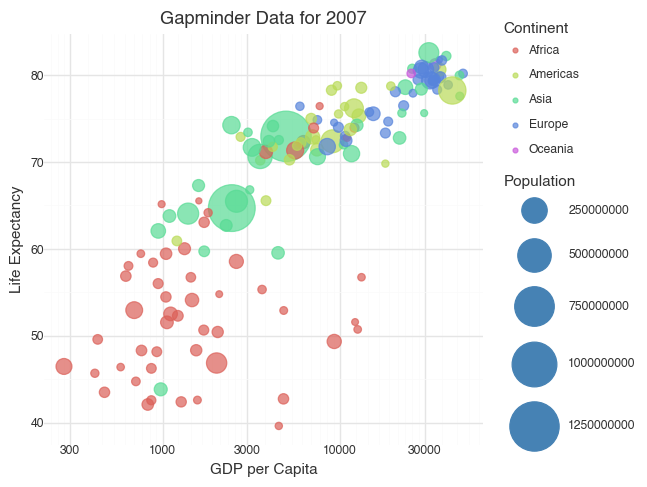 Gapminder Data for 2007
Life Expectancy
80
70
60
50
40
300
1000
3000
10000
30000
GDP per Capita
Continent
Africa
Americas
Asia
Europe
Oceania
Population
250000000
500000000
750000000
1000000000
1250000000